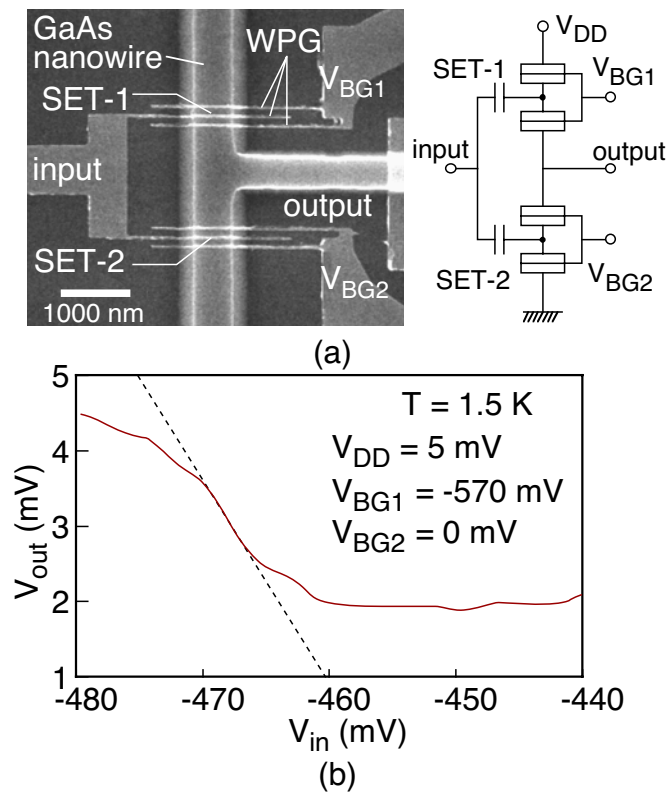 GaAs
nanowire
WPG
SET-1
V_BG1
input
output
SET-2
V_BG2
1000 nm
V_DD
SET-1
V_BG1
input
output
SET-2
V_BG2
(a)
5
4
3
2
1
V_out (mV)
T = 1.5 K
V_DD = 5 mV
V_BG1 = -570 mV
V_BG2 = 0 mV
-480 -470 -460 -450 -440
V_in (mV)
(b)